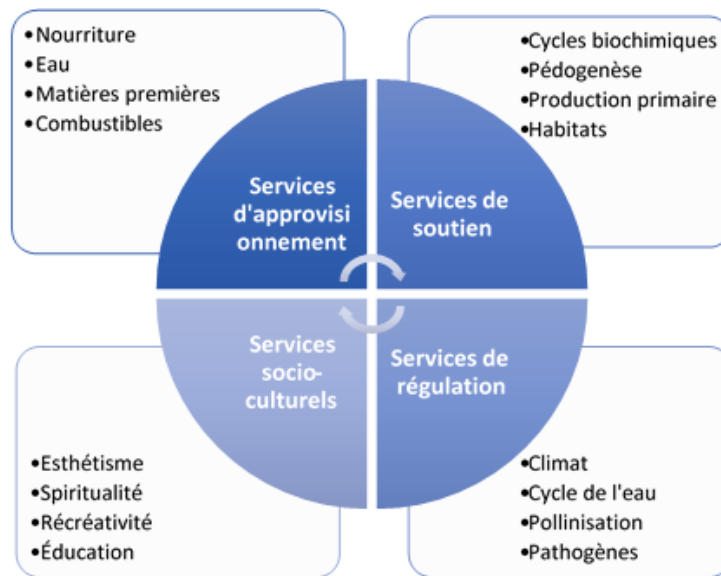 •Nourriture
•Eau
•Matières premières
•Combustibles
•Cycles biochimiques
•Pédogenèse
•Production primaire
•Habitats
Services
d'approvisi
onnement
Services de
soutien
Services
socio-
culturels
Services de
régulation
•Esthétisme
•Spiritualité
•Récréativité
•Éducation
•Climat
•Cycle de l'eau
•Pollinisation
•Pathogènes